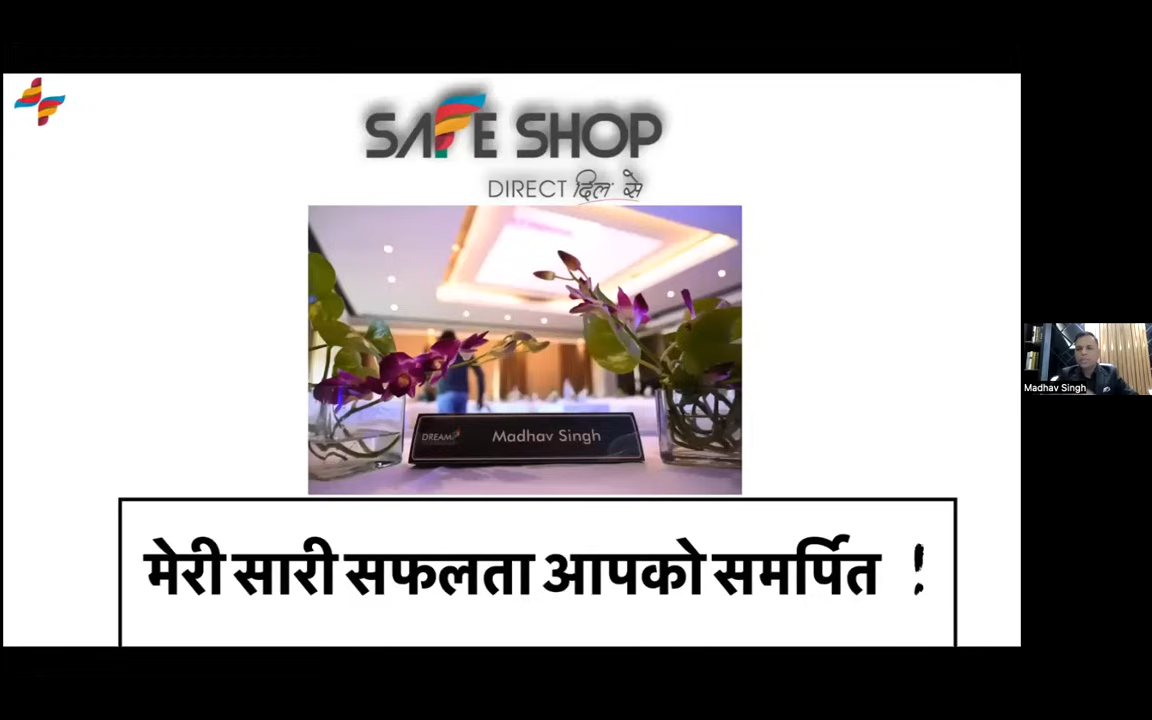 SAFE SHOP
DIRECT दिल से
DREAM
Madhav Singh
मेरी सारी सफलता आपको समर्पित !
Madhav Singh